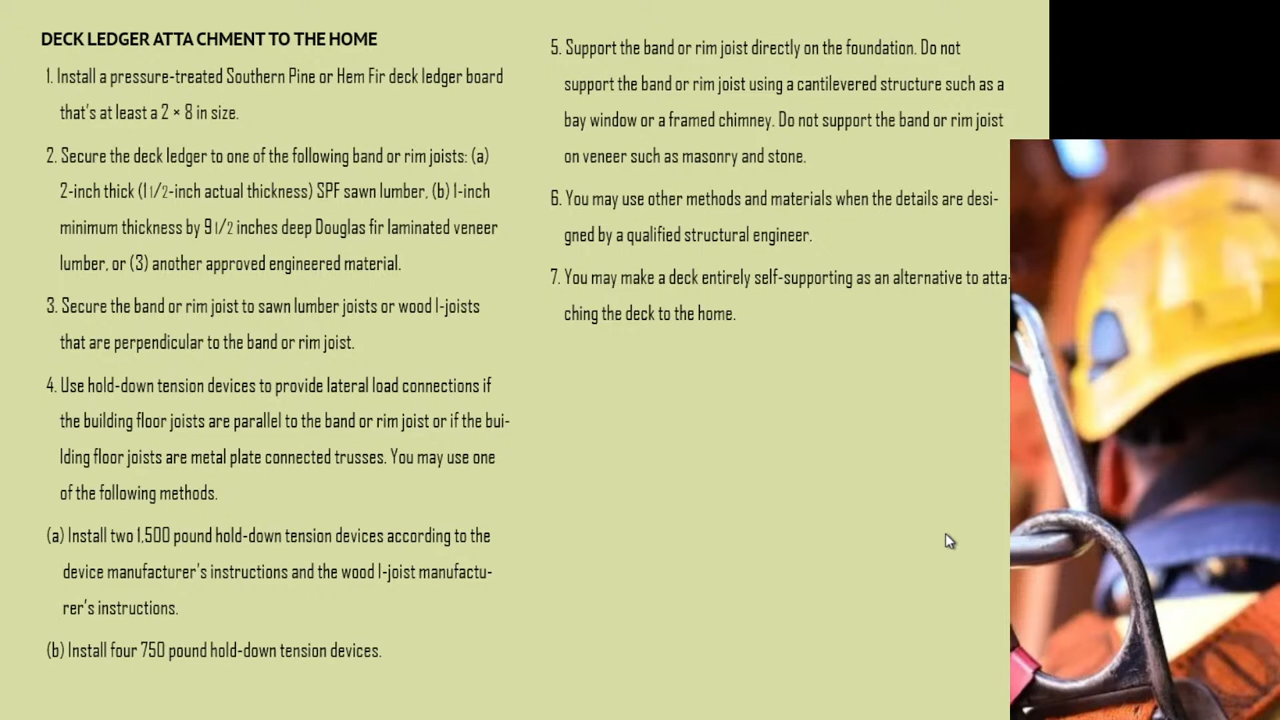 DECK LEDGER ATTA CHMENT TO THE HOME
1. Install a pressure-treated Southern Pine or Hem Fir deck ledger board
that's at least a 2 × 8 in size.
2. Secure the deck ledger to one of the following band or rim joists: (a)
2-inch thick (1 1/2-inch actual thickness) SPF sawn lumber, (b) 1-inch
minimum thickness by 9 1/2 inches deep Douglas fir laminated veneer
lumber, or (3) another approved engineered material.
3. Secure the band or rim joist to sawn lumber joists or wood I-joists
that are perpendicular to the band or rim joist.
4. Use hold-down tension devices to provide lateral load connections if
the building floor joists are parallel to the band or rim joist or if the bui-
lding floor joists are metal plate connected trusses. You may use one
of the following methods.
(a) Install two 1,500 pound hold-down tension devices according to the
device manufacturer's instructions and the wood I-joist manufactu-
rer's instructions.
(b) Install four 750 pound hold-down tension devices.
5. Support the band or rim joist directly on the foundation. Do not
support the band or rim joist using a cantilevered structure such as a
bay window or a framed chimney. Do not support the band or rim joist
on veneer such as masonry and stone.
6. You may use other methods and materials when the details are desi-
gned by a qualified structural engineer.
7. You may make a deck entirely self-supporting as an alternative to atta-
ching the deck to the home.